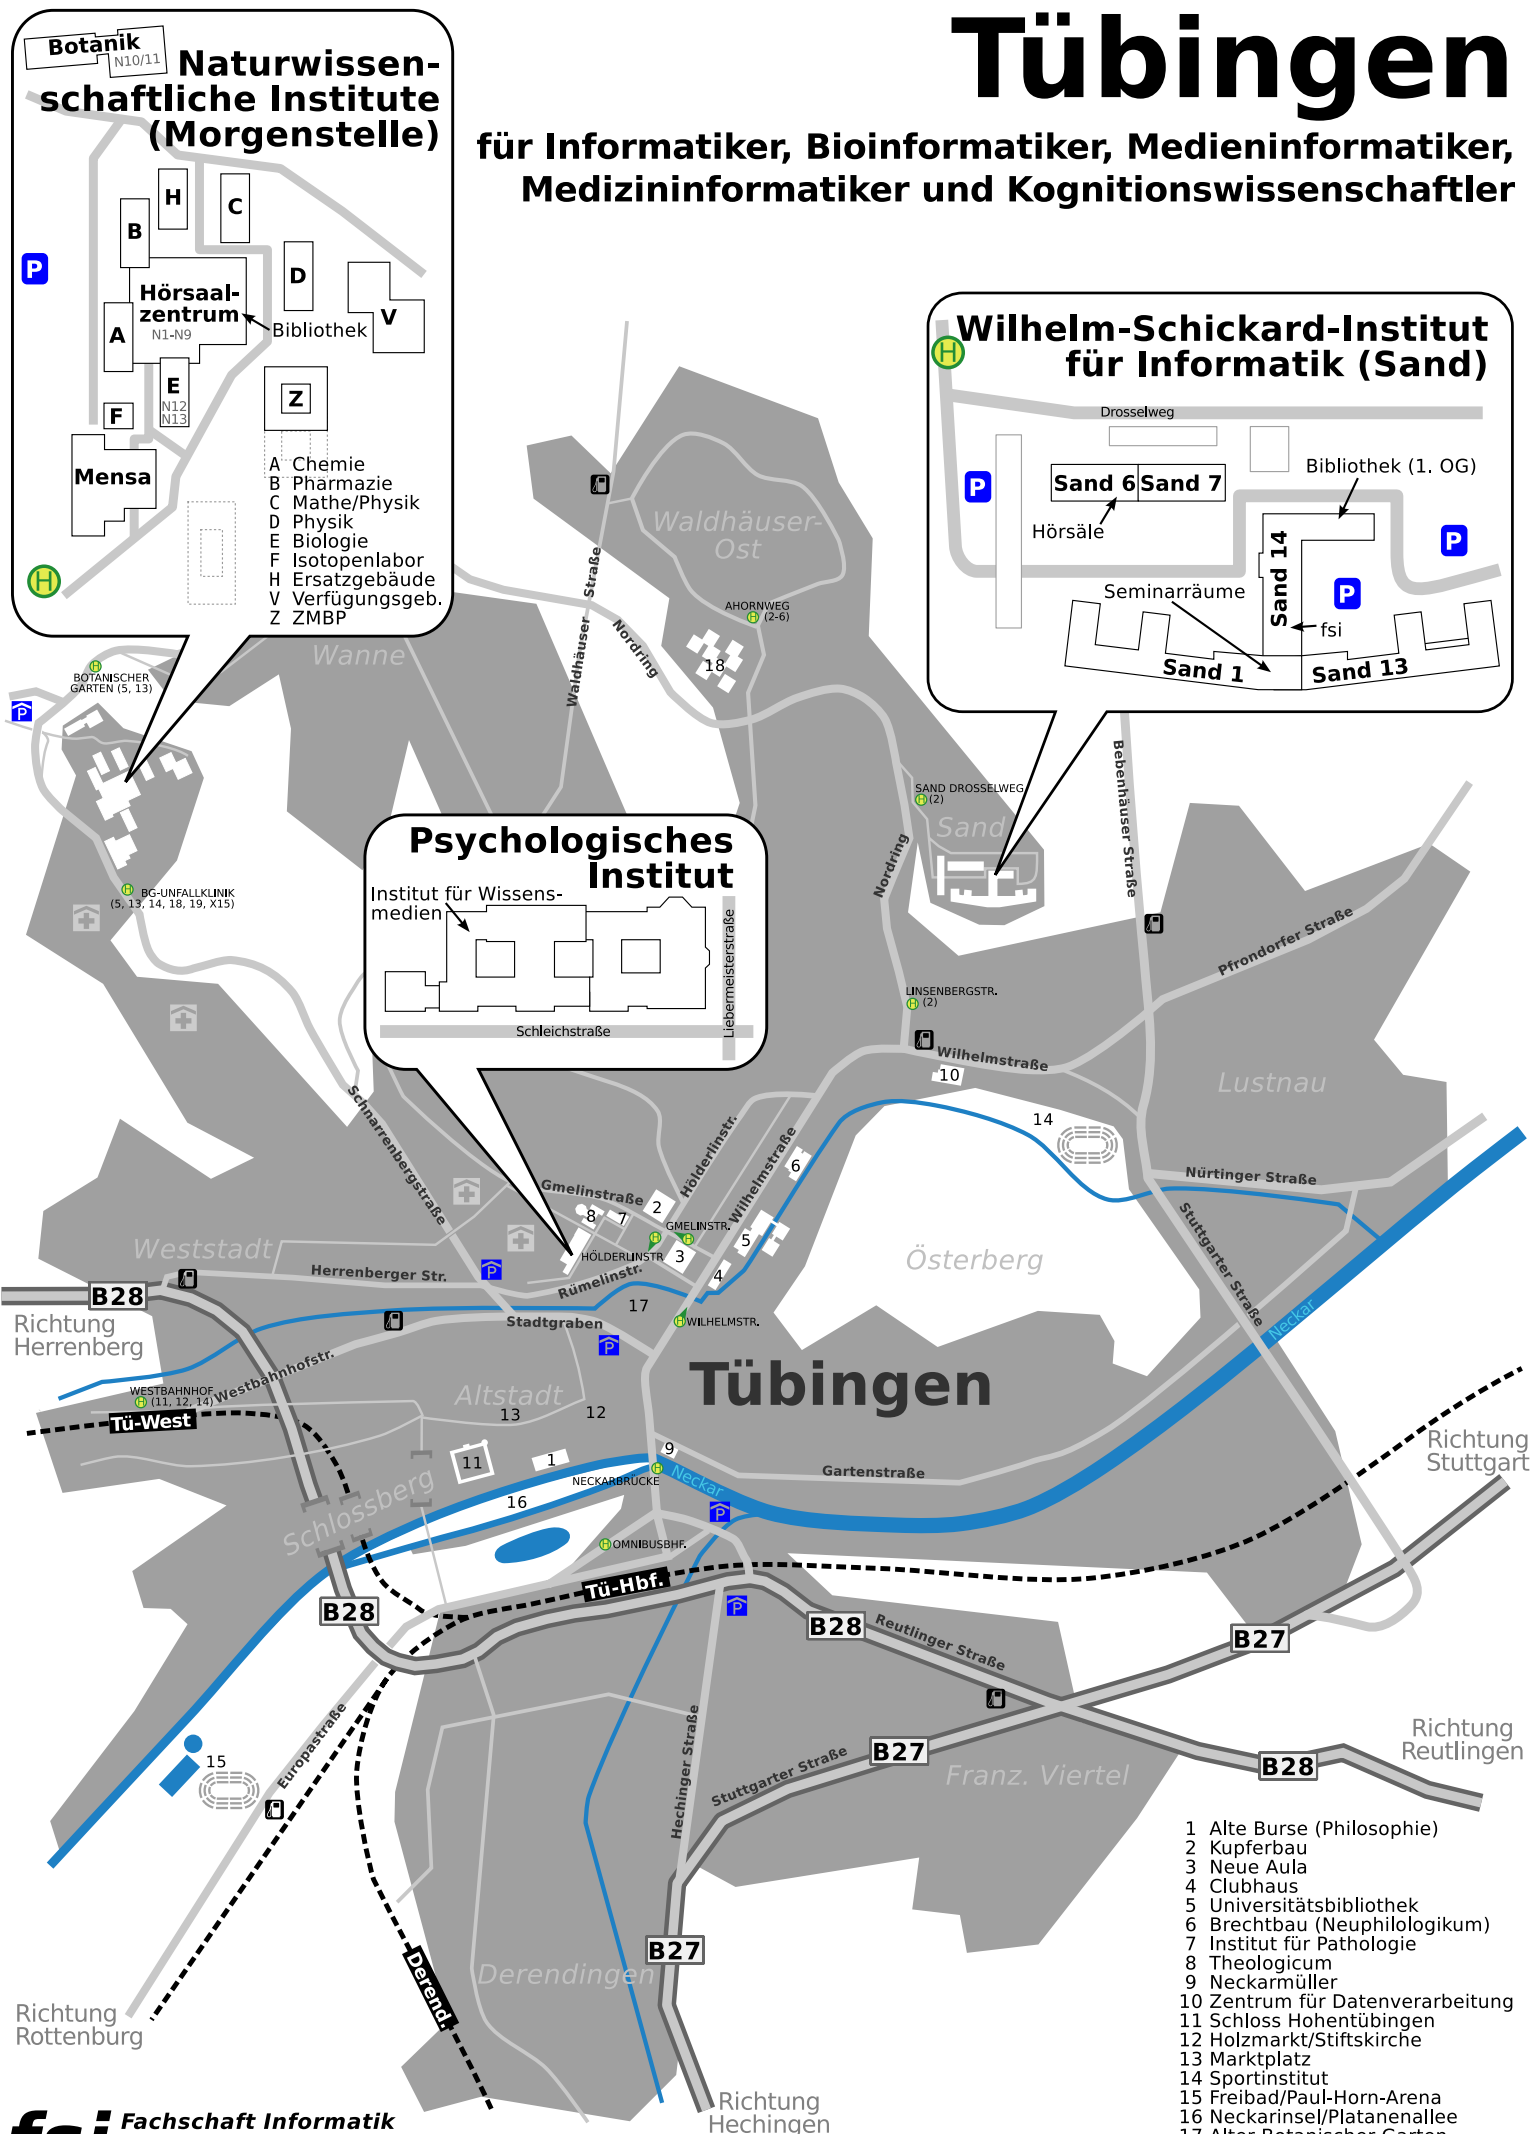 Tübingen
für Informatiker, Bioinformatiker, Medieninformatiker,
Medizininformatiker und Kognitionswissenschaftler
Botanik
N10/11
Naturwissen-
schaftliche Institute
(Morgenstelle)
H
C
B
P
D
Hörsaal-
zentrum
N1-N9
V
A
Bibliothek
E
N12
N13
Z
F
Mensa
H
A Chemie
B Pharmazie
C Mathe/Physik
D Physik
E Biologie
F Isotopenlabor
H Ersatzgebäude
V Verfügungsgeb.
Z ZMBP
Wilhelm-Schickard-Institut
für Informatik (Sand)
H
Drosselweg
P
Sand 6
Sand 7
Bibliothek (1. OG)
Hörsäle
P
Sand 14
Seminarräume
P
fsi
Sand 1
Sand 13
Psychologisches
Institut
Institut für Wissens-
medien
Liebermeisterstraße
Schleichstraße
Waldhäuser-
Ost
Waldhäuser Straße
AHORNWEG
H (2-6)
Nordring
18
Wanne
H
BOTANISCHER
GARTEN (5, 13)
P
SAND DROSSELWEG
H (2)
Sand
Bebenhäuser Straße
Nordring
H BG-UNFALLKLINIK
(5, 13, 14, 18, 19, X15)
Pfrondorfer Straße
LINSENBERGSTR.
H (2)
Wilhelmstraße
10
Lustnau
14
Schnarrenbergstraße
Hölderlinstr.
Wilhelmstraße
6
Nürtinger Straße
Gmelinstraße
2
8
7
GMELINSTR.
H
H
HÖLDERLINSTR
3
5
4
Weststadt
Österberg
Stuttgarter Straße
Herrenberger Str.
P
Rümelinstr.
17
B28
Richtung
Herrenberg
Stadtgraben
H WILHELMSTR.
P
Neckar
Westbahnhofstr.
Tübingen
WESTBAHNHOF
H (11, 12, 14)
Altstadt
Tü-West
13
12
9
1
11
H
NECKARBRÜCKE
Neckar
Gartenstraße
Richtung
Stuttgart
16
P
Schlossberg
H OMNIBUSBHF.
Tü-Hbf.
P
B28
B28
Reutlinger Straße
B27
Europastraße
Hechinger Straße
Stuttgarter Straße
B27
Richtung
Reutlingen
B28
15
Franz. Viertel
B27
Derendingen
Derend.
Richtung
Rottenburg
Richtung
Hechingen
1 Alte Burse (Philosophie)
2 Kupferbau
3 Neue Aula
4 Clubhaus
5 Universitätsbibliothek
6 Brechtbau (Neuphilologikum)
7 Institut für Pathologie
8 Theologicum
9 Neckarmüller
10 Zentrum für Datenverarbeitung
11 Schloss Hohentübingen
12 Holzmarkt/Stiftskirche
13 Marktplatz
14 Sportinstitut
15 Freibad/Paul-Horn-Arena
16 Neckarinsel/Platanenallee
17 Alter Botanischer Garten
fsi Fachschaft Informatik